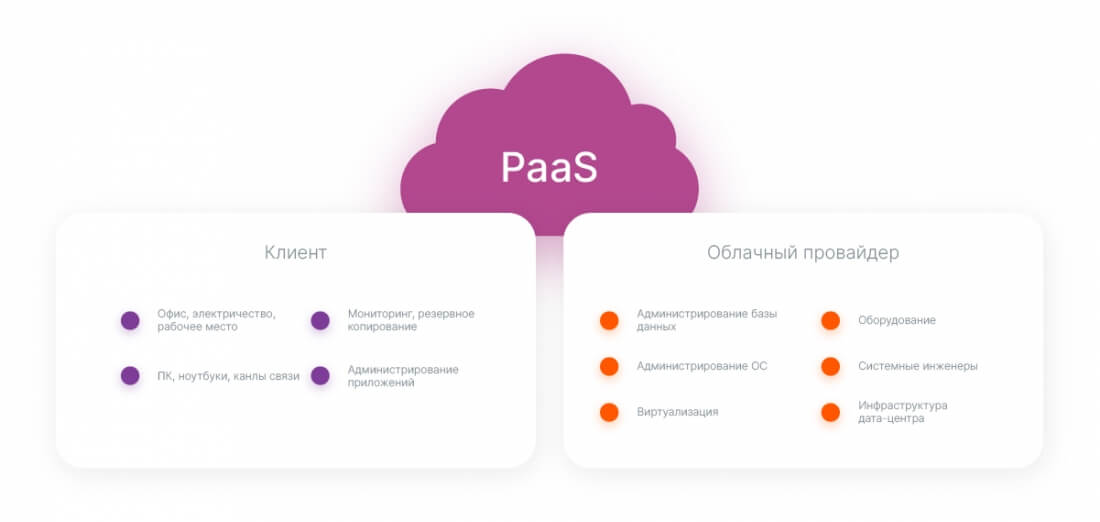 PaaS
Клиент
Офис, электричество,
рабочее место
Мониторинг, резервное
копирование
ПК, ноутбуки, канлы связи
Администрирование
приложений
Облачный провайдер
Администрирование базы
данных
Оборудование
Администрирование ОС
Системные инженеры
Виртуализация
Инфраструктура
дата-центра